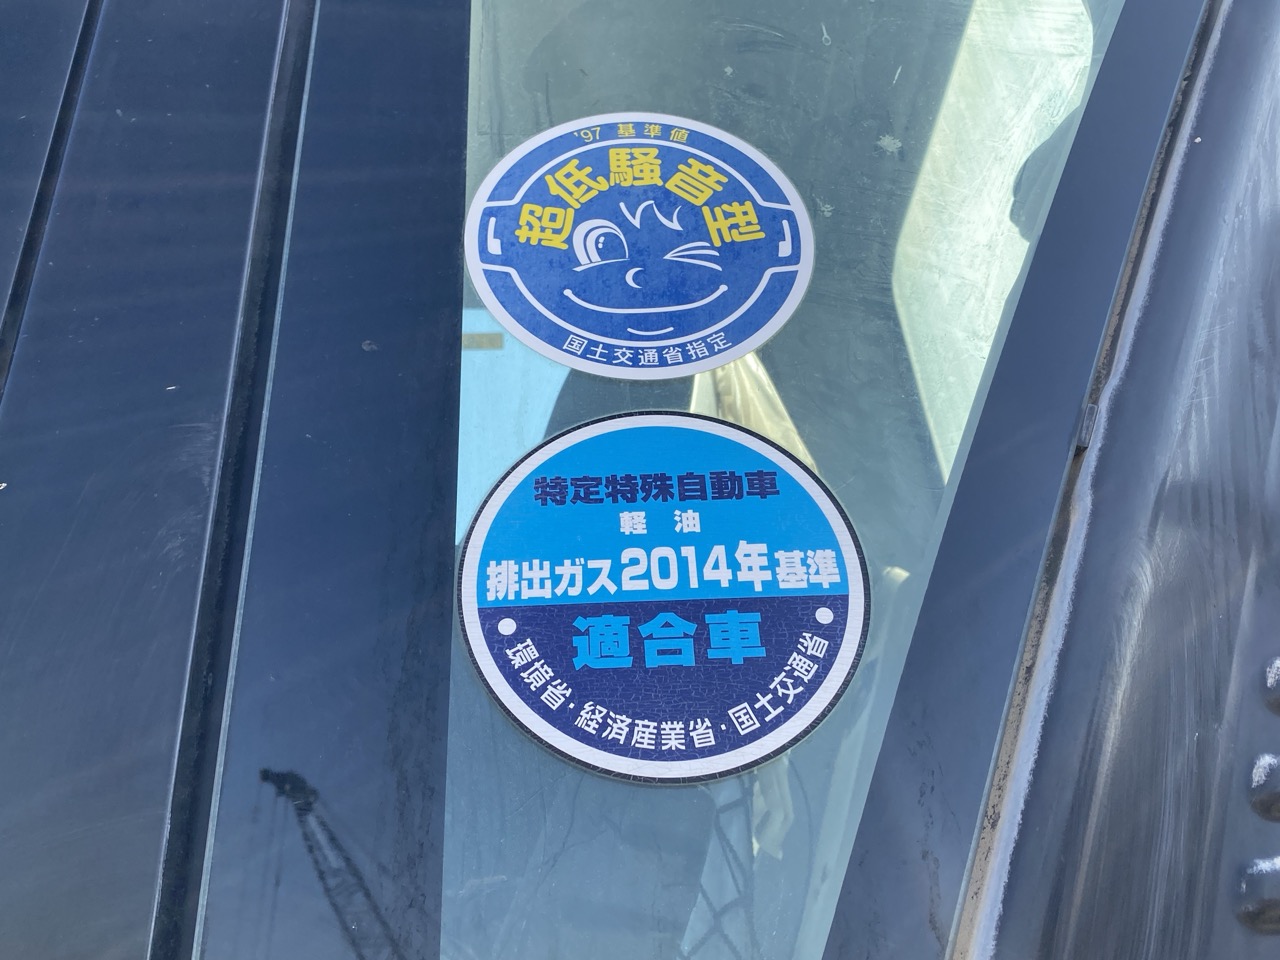 '97 基準値
超低騒音型
国土交通省指定
特定特殊自動車
軽油
排出ガス2014年基準
適合車
環境省・経済産業省・国土交通省